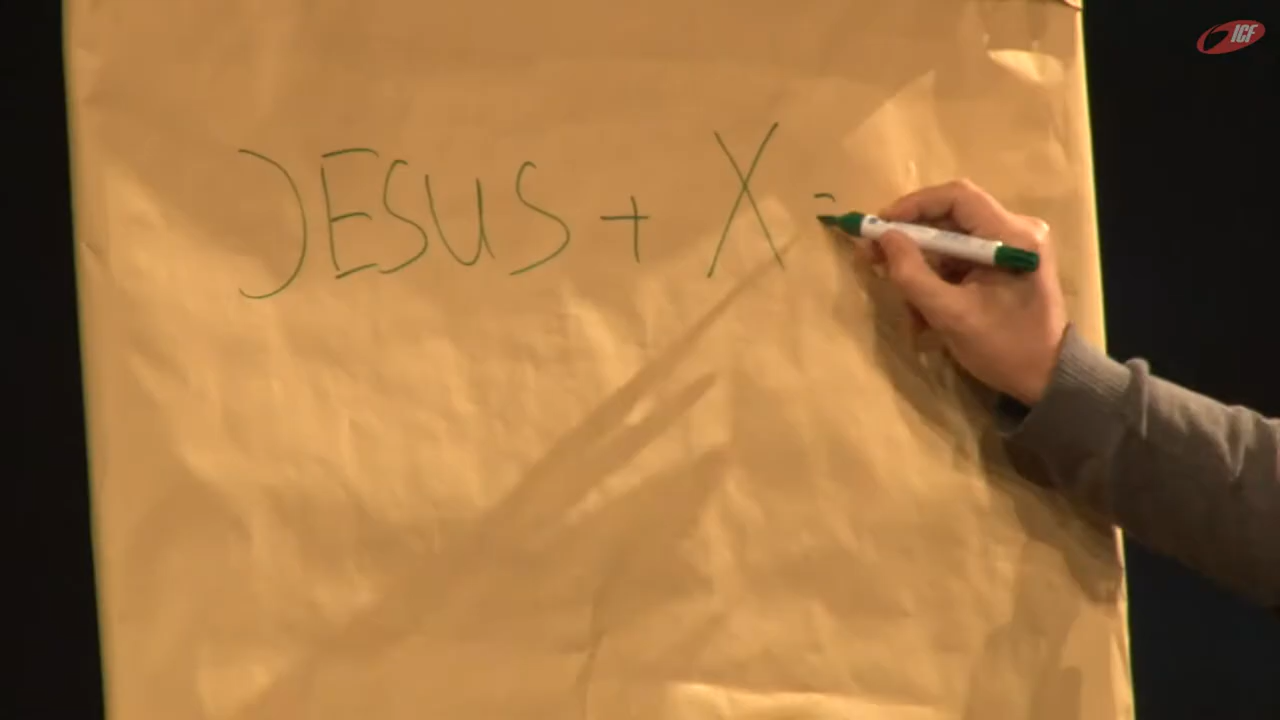 JESUS + X =
ICF